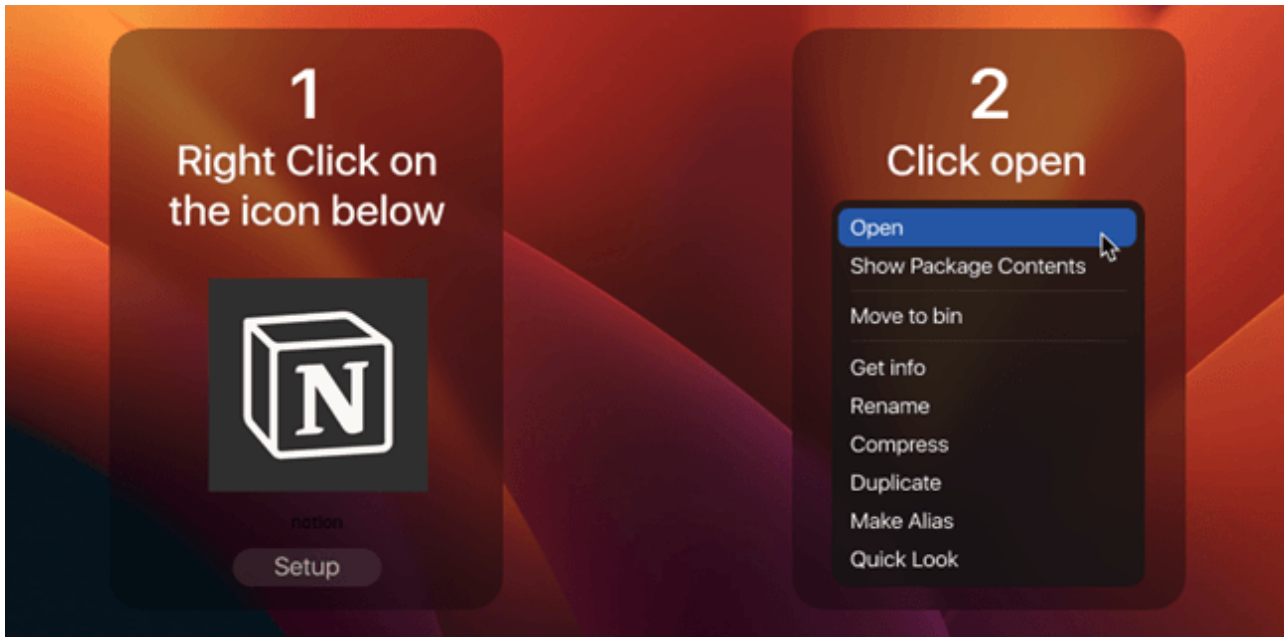 1
Right Click on
the icon below
N
notion
Setup
2
Click open
Open
Show Package Contents
Move to bin
Get info
Rename
Compress
Duplicate
Make Alias
Quick Look